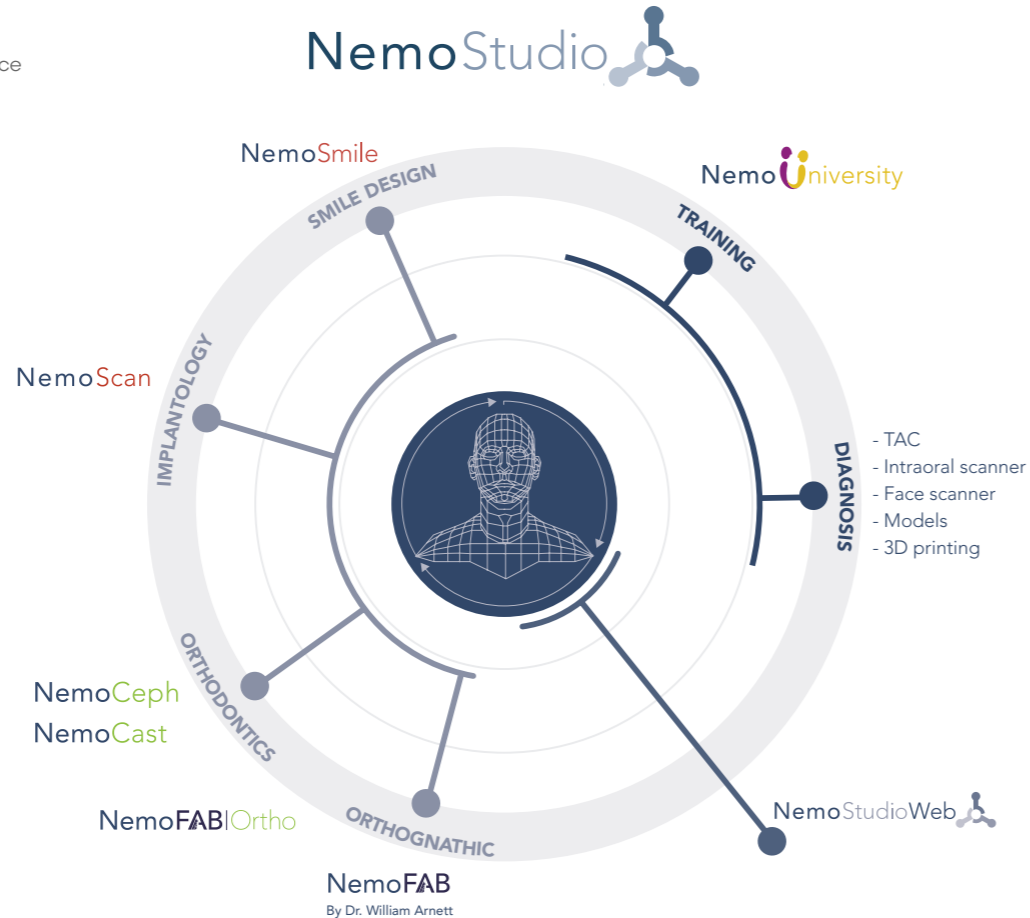 ce
NemoStudio
NemoSmile
NemoUniversity
SMILE DESIGN
TRAINING
NemoScan
IMPLANTOLOGY
DIAGNOSIS
- TAC
- Intraoral scanner
- Face scanner
- Models
- 3D printing
ORTHODONTICS
NemoCeph
NemoCast
NemoFAB|Ortho
ORTHOGNATHIC
NemoStudioWeb
NemoFAB
By Dr. William Arnett